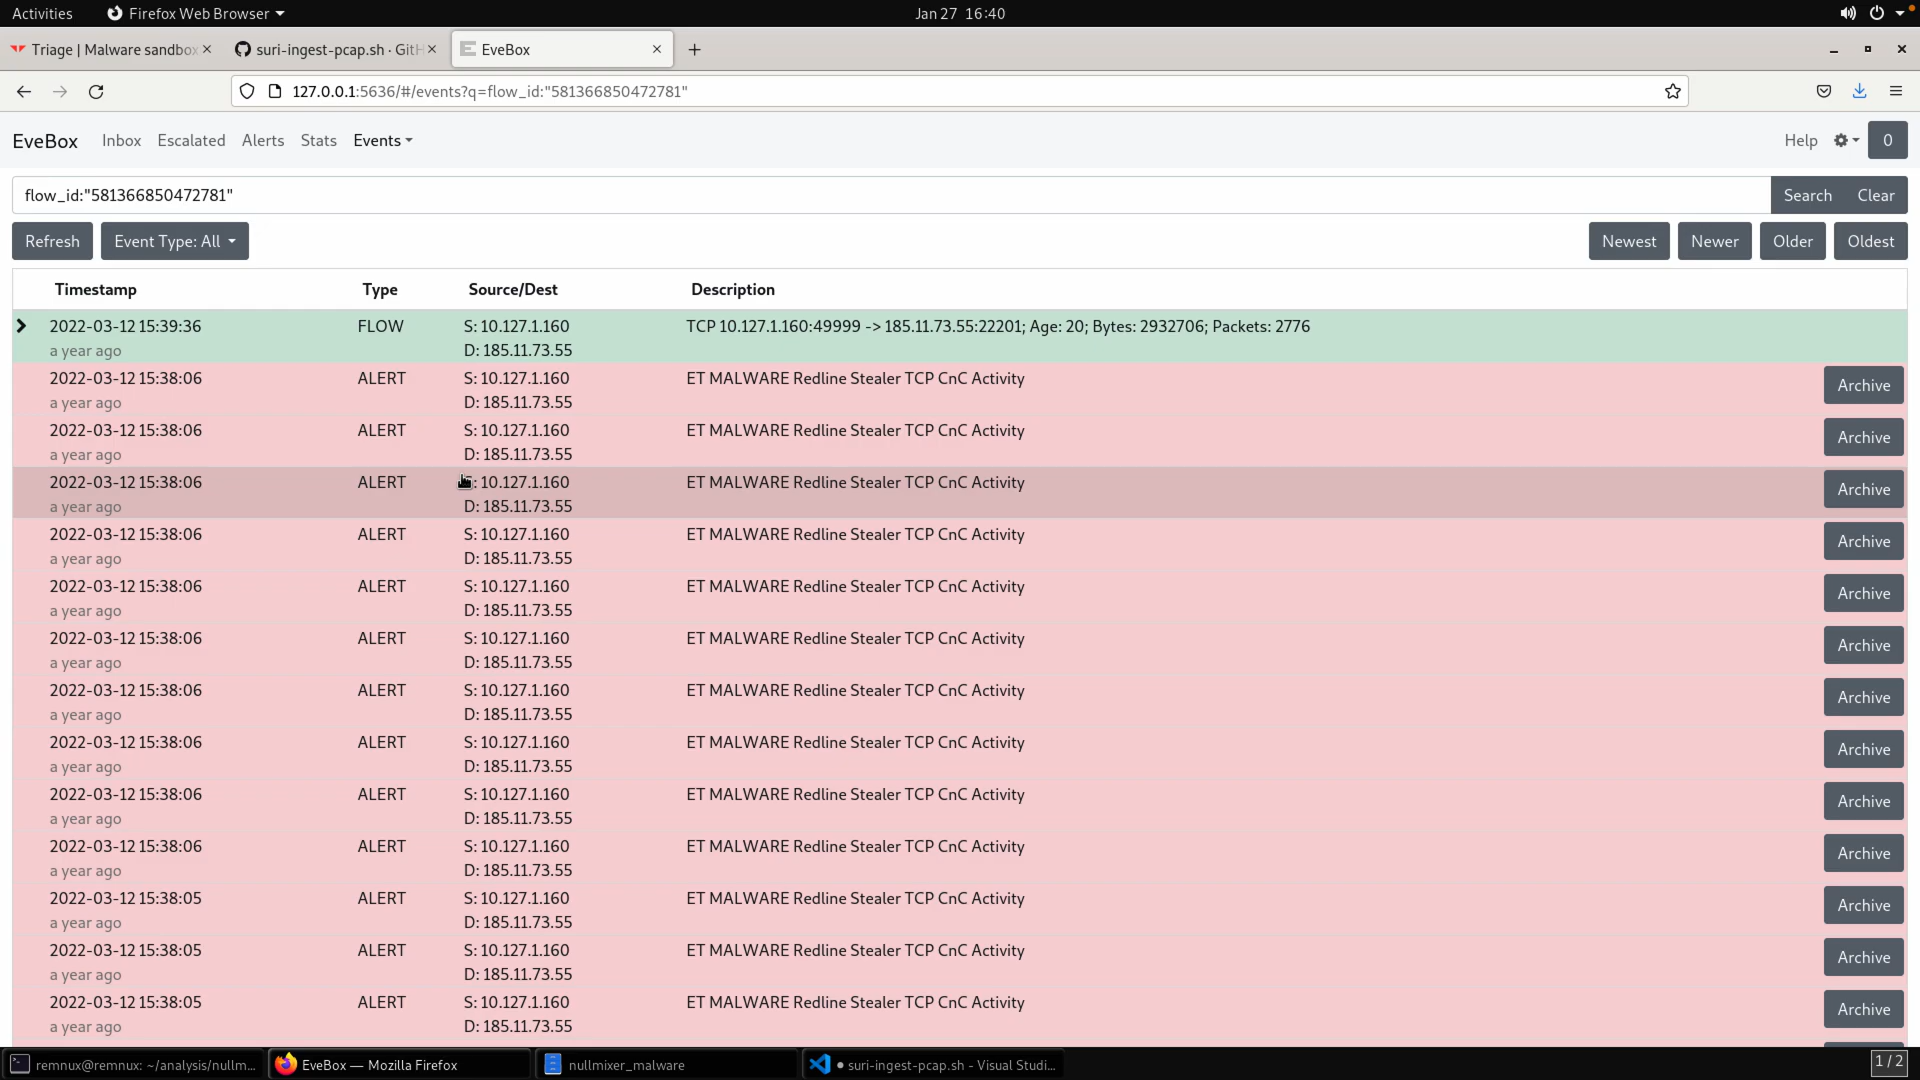 Activities
Firefox Web Browser
Jan 27 16:40
Triage | Malware sandbox
suri-ingest-pcap.sh · GitH
EveBox
127.0.0.1:5636/#/events?q=flow_id:"581366850472781"
EveBox
Inbox
Escalated
Alerts
Stats
Events
Help
0
flow_id:"581366850472781"
Search
Clear
Refresh
Event Type: All
Newest
Newer
Older
Oldest
Timestamp Type Source/Dest Description
2022-03-12 15:39:36 FLOW S: 10.127.1.160 TCP 10.127.1.160:49999 -> 185.11.73.55:22201; Age: 20; Bytes: 2932706; Packets: 2776
a year ago D: 185.11.73.55
2022-03-12 15:38:06 ALERT S: 10.127.1.160 ET MALWARE Redline Stealer TCP CnC Activity Archive
a year ago D: 185.11.73.55
2022-03-12 15:38:06 ALERT S: 10.127.1.160 ET MALWARE Redline Stealer TCP CnC Activity Archive
a year ago D: 185.11.73.55
2022-03-12 15:38:06 ALERT : 10.127.1.160 ET MALWARE Redline Stealer TCP CnC Activity Archive
a year ago D: 185.11.73.55
2022-03-12 15:38:06 ALERT S: 10.127.1.160 ET MALWARE Redline Stealer TCP CnC Activity Archive
a year ago D: 185.11.73.55
2022-03-12 15:38:06 ALERT S: 10.127.1.160 ET MALWARE Redline Stealer TCP CnC Activity Archive
a year ago D: 185.11.73.55
2022-03-12 15:38:06 ALERT S: 10.127.1.160 ET MALWARE Redline Stealer TCP CnC Activity Archive
a year ago D: 185.11.73.55
2022-03-12 15:38:06 ALERT S: 10.127.1.160 ET MALWARE Redline Stealer TCP CnC Activity Archive
a year ago D: 185.11.73.55
2022-03-12 15:38:06 ALERT S: 10.127.1.160 ET MALWARE Redline Stealer TCP CnC Activity Archive
a year ago D: 185.11.73.55
2022-03-12 15:38:06 ALERT S: 10.127.1.160 ET MALWARE Redline Stealer TCP CnC Activity Archive
a year ago D: 185.11.73.55
2022-03-12 15:38:06 ALERT S: 10.127.1.160 ET MALWARE Redline Stealer TCP CnC Activity Archive
a year ago D: 185.11.73.55
2022-03-12 15:38:05 ALERT S: 10.127.1.160 ET MALWARE Redline Stealer TCP CnC Activity Archive
a year ago D: 185.11.73.55
2022-03-12 15:38:05 ALERT S: 10.127.1.160 ET MALWARE Redline Stealer TCP CnC Activity Archive
a year ago D: 185.11.73.55
2022-03-12 15:38:05 ALERT S: 10.127.1.160 ET MALWARE Redline Stealer TCP CnC Activity Archive
a year ago D: 185.11.73.55
remnux@remnux: ~/analysis/nullm...
EveBox — Mozilla Firefox
nullmixer_malware
● suri-ingest-pcap.sh - Visual Studi...
1 / 2